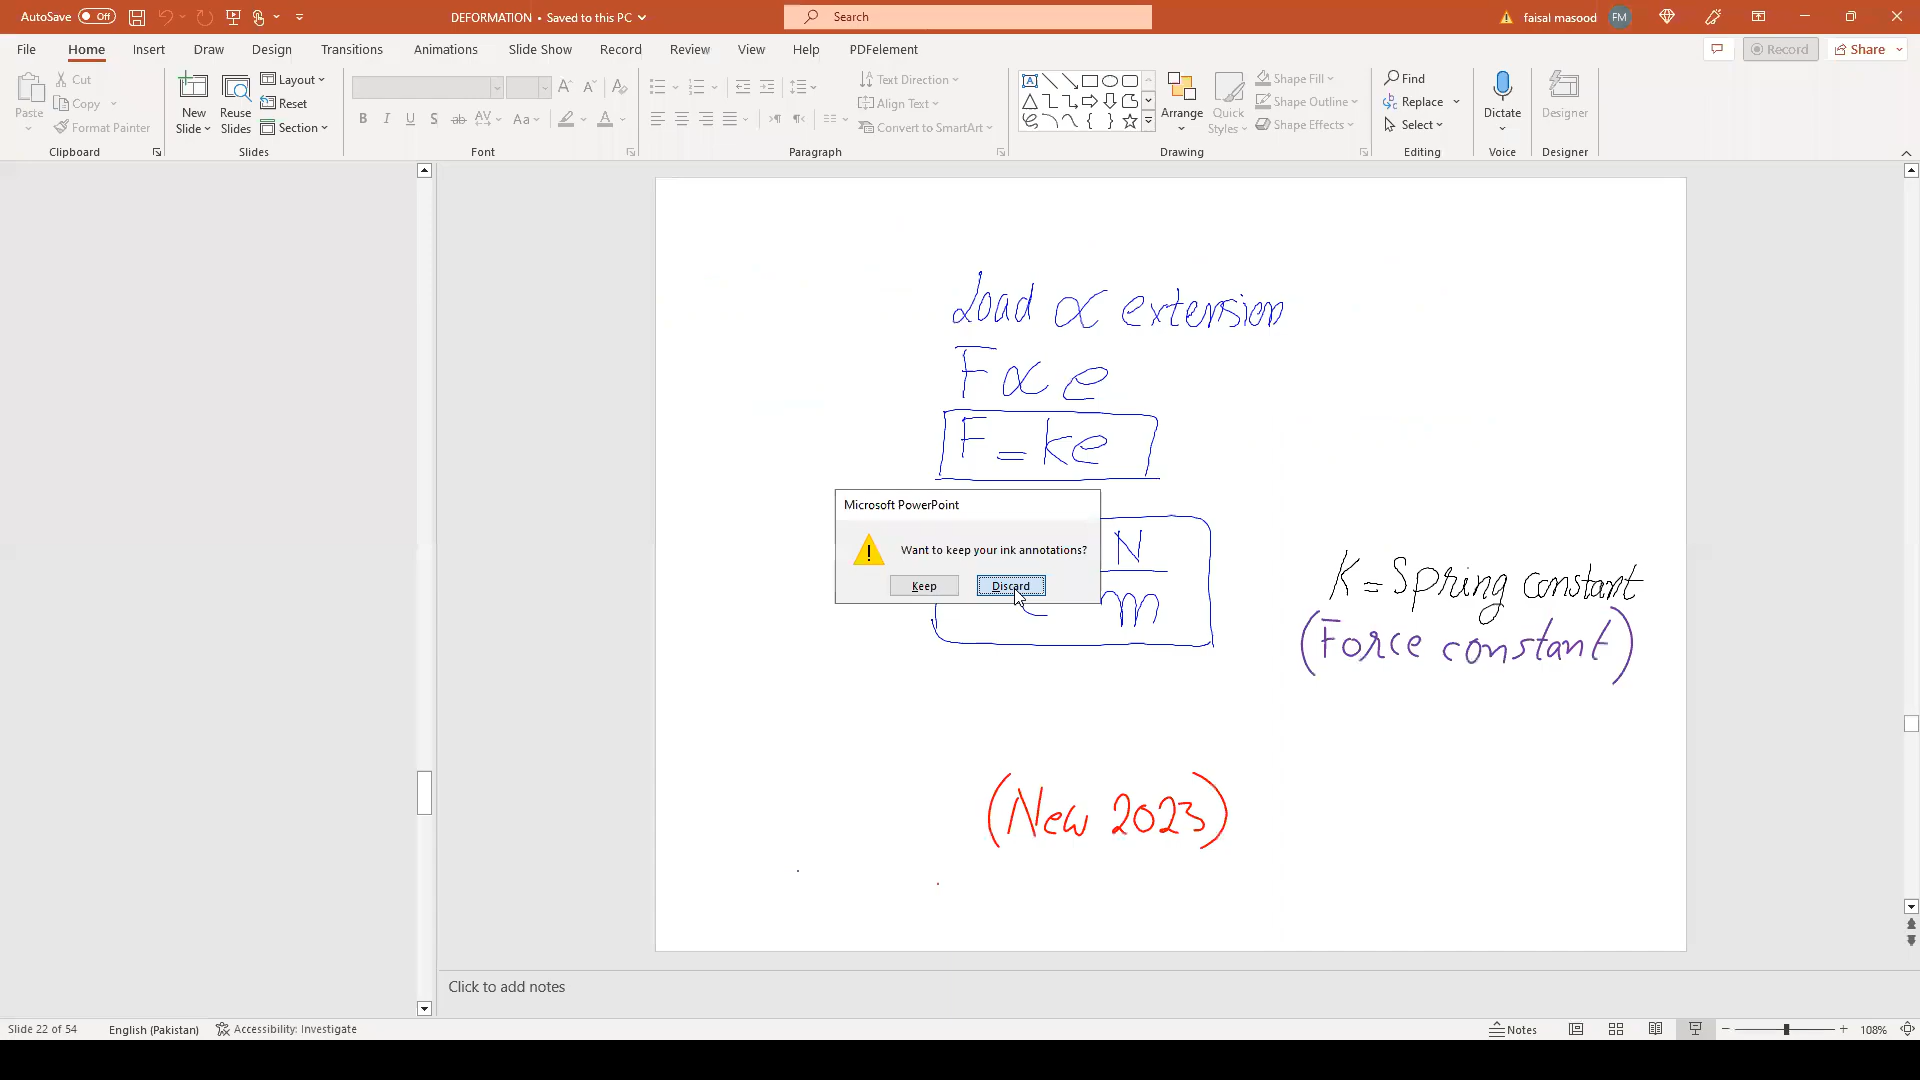 AutoSave Off DEFORMATION • Saved to this PC Search faisal masood FM
File Home Insert Draw Design Transitions Animations Slide Show Record Review View Help PDFelement Record Share
Paste Cut Copy Format Painter Clipboard
New Slides Reuse Slides Layout Reset Section Slides
B I U S ab AV Aa A Font
Text Direction Align Text Convert to SmartArt Paragraph
Arrange Quick Styles Shape Fill Shape Outline Shape Effects Drawing
Find Replace Select Editing
Dictate Voice
Designer Designer
Load ∝ extension
F ∝ e
F = ke
Microsoft PowerPoint
Want to keep your ink annotations?
Keep Discard
N
m
K = Spring constant
(Force constant)
(New 2023)
Click to add notes
Slide 22 of 54 English (Pakistan) Accessibility: Investigate Notes 108%